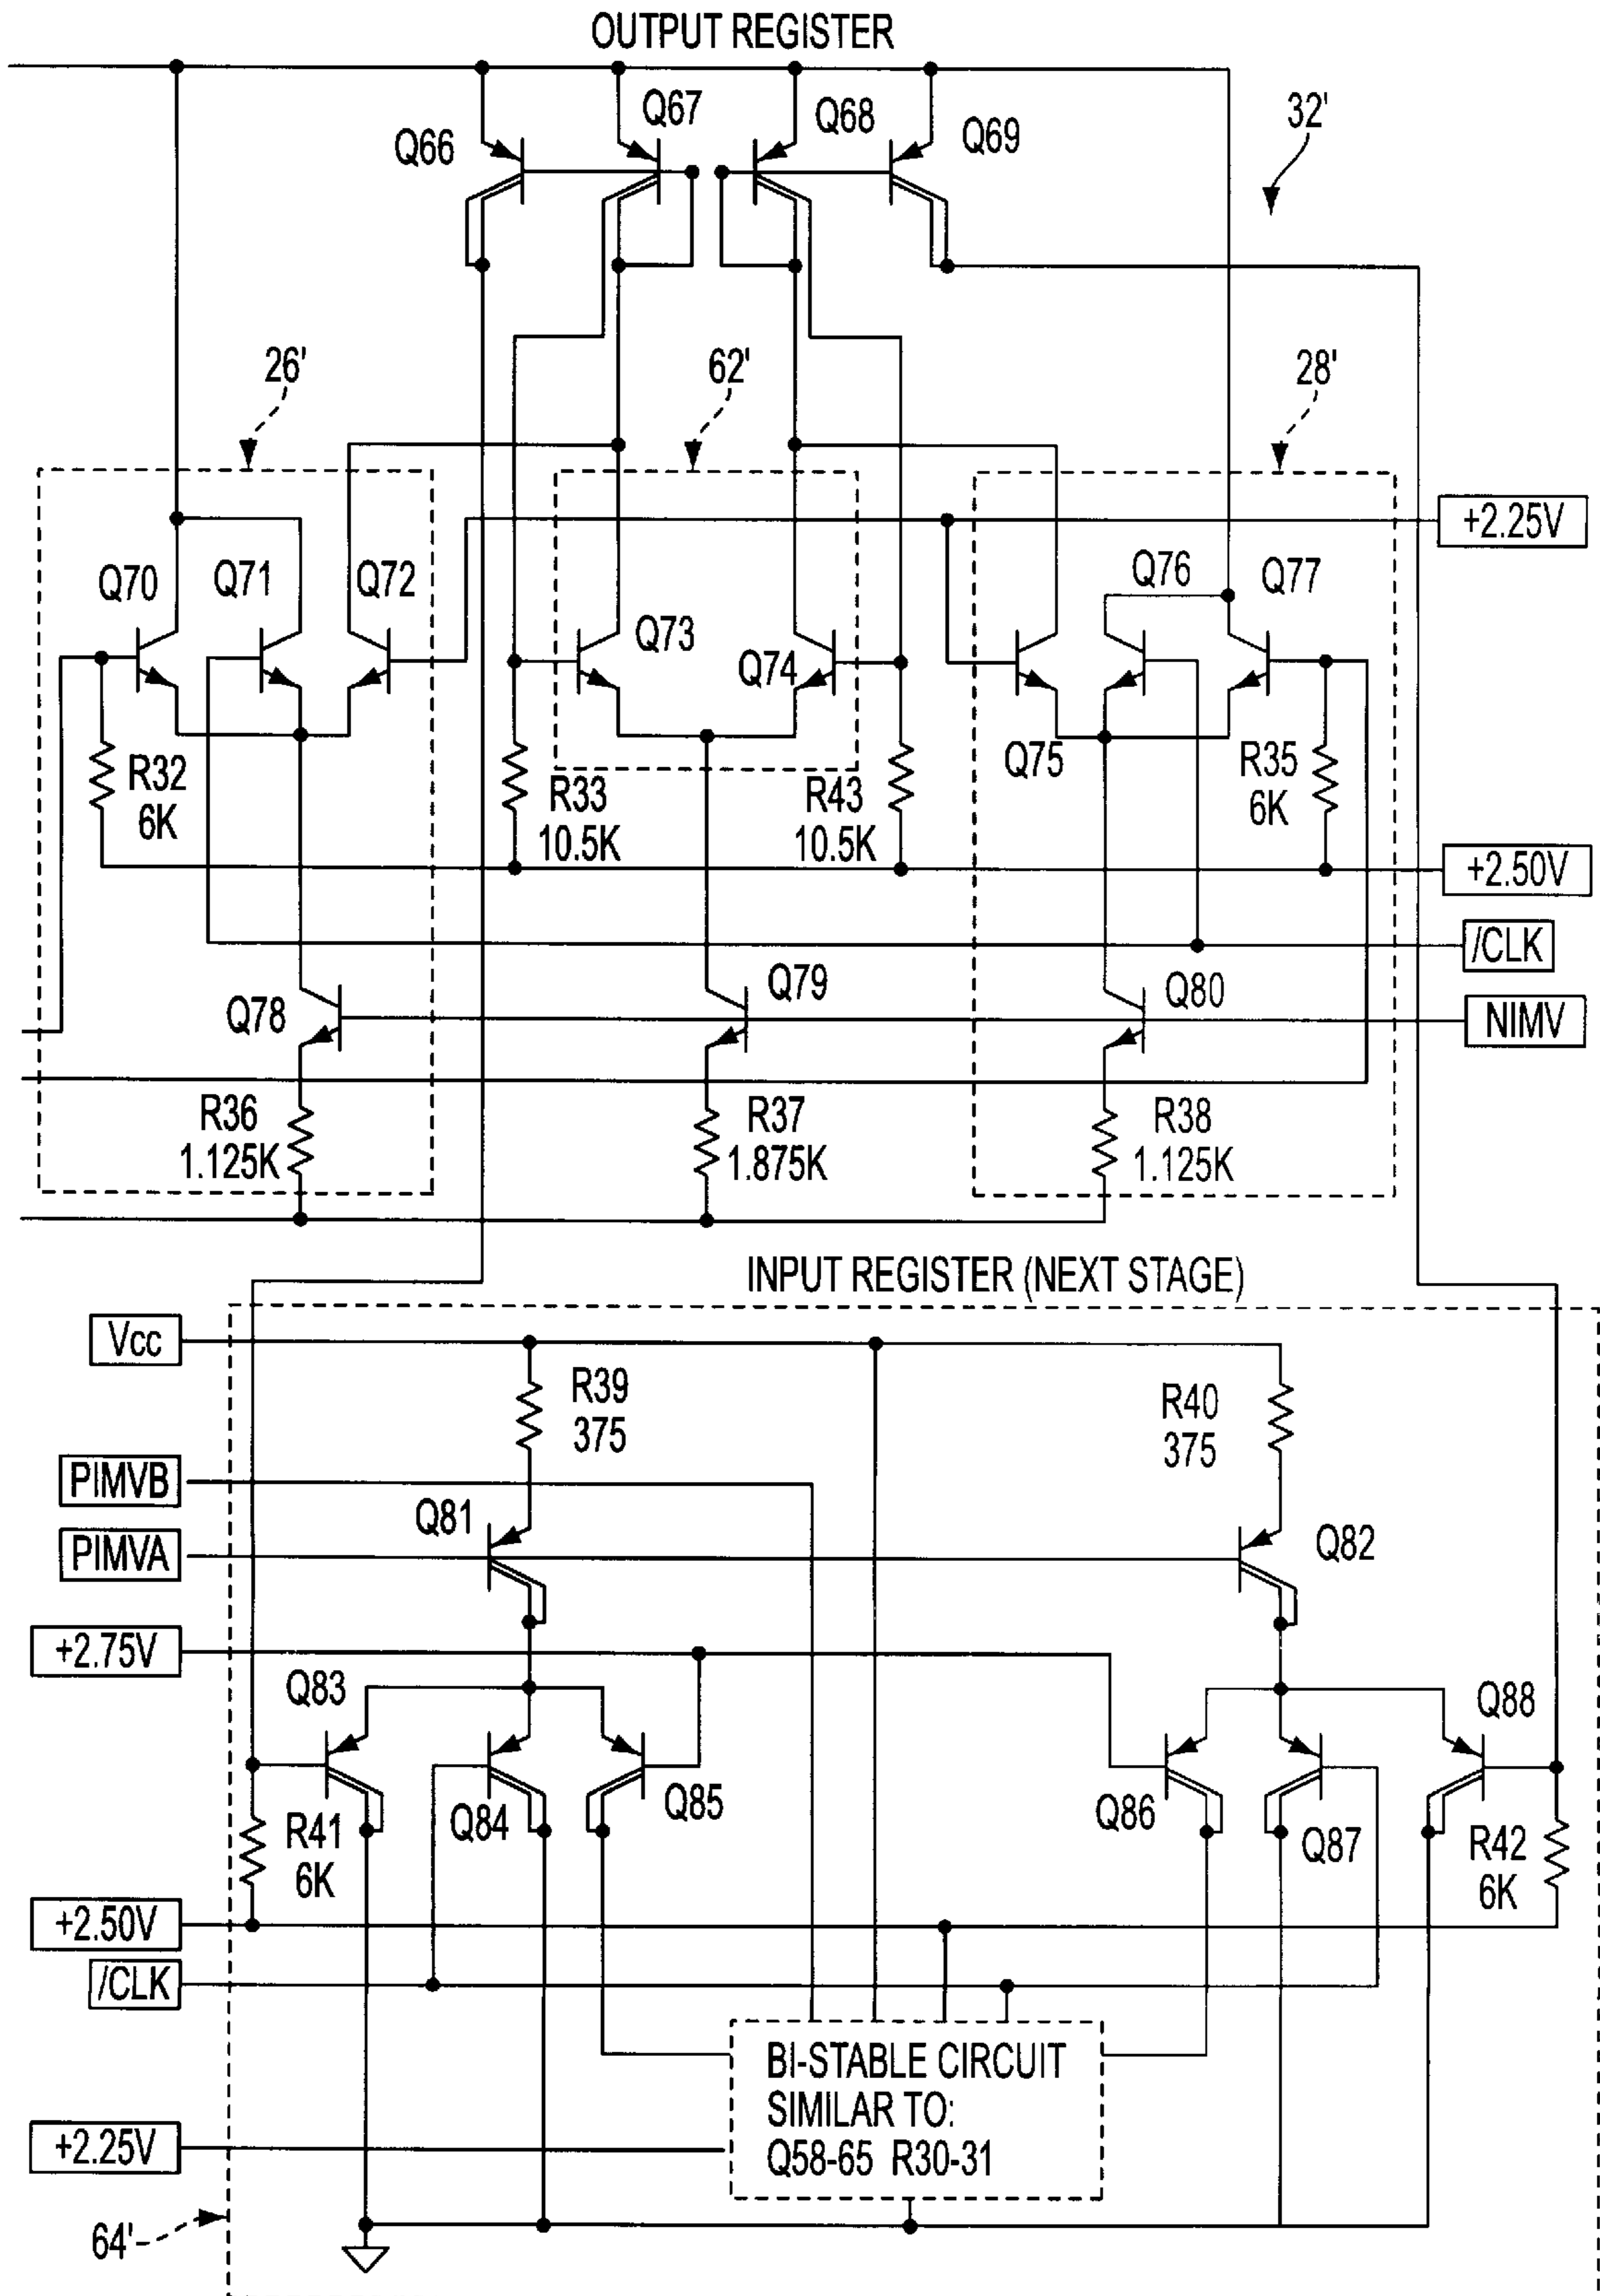 OUTPUT REGISTER
Q66
Q67
Q68
Q69
32'
26'
62'
28'
+2.25V
Q70
Q71
Q72
Q73
Q74
Q76
Q77
Q75
R32
6K
R33
10.5K
R43
10.5K
R35
6K
+2.50V
/CLK
Q78
Q79
Q80
NIMV
R36
1.125K
R37
1.875K
R38
1.125K
INPUT REGISTER (NEXT STAGE)
Vcc
R39
375
R40
375
PIMVB
Q81
PIMVA
Q82
+2.75V
Q83
Q88
Q84
Q85
Q86
Q87
R41
6K
R42
6K
+2.50V
/CLK
BI-STABLE CIRCUIT
SIMILAR TO:
Q58-65 R30-31
+2.25V
64'